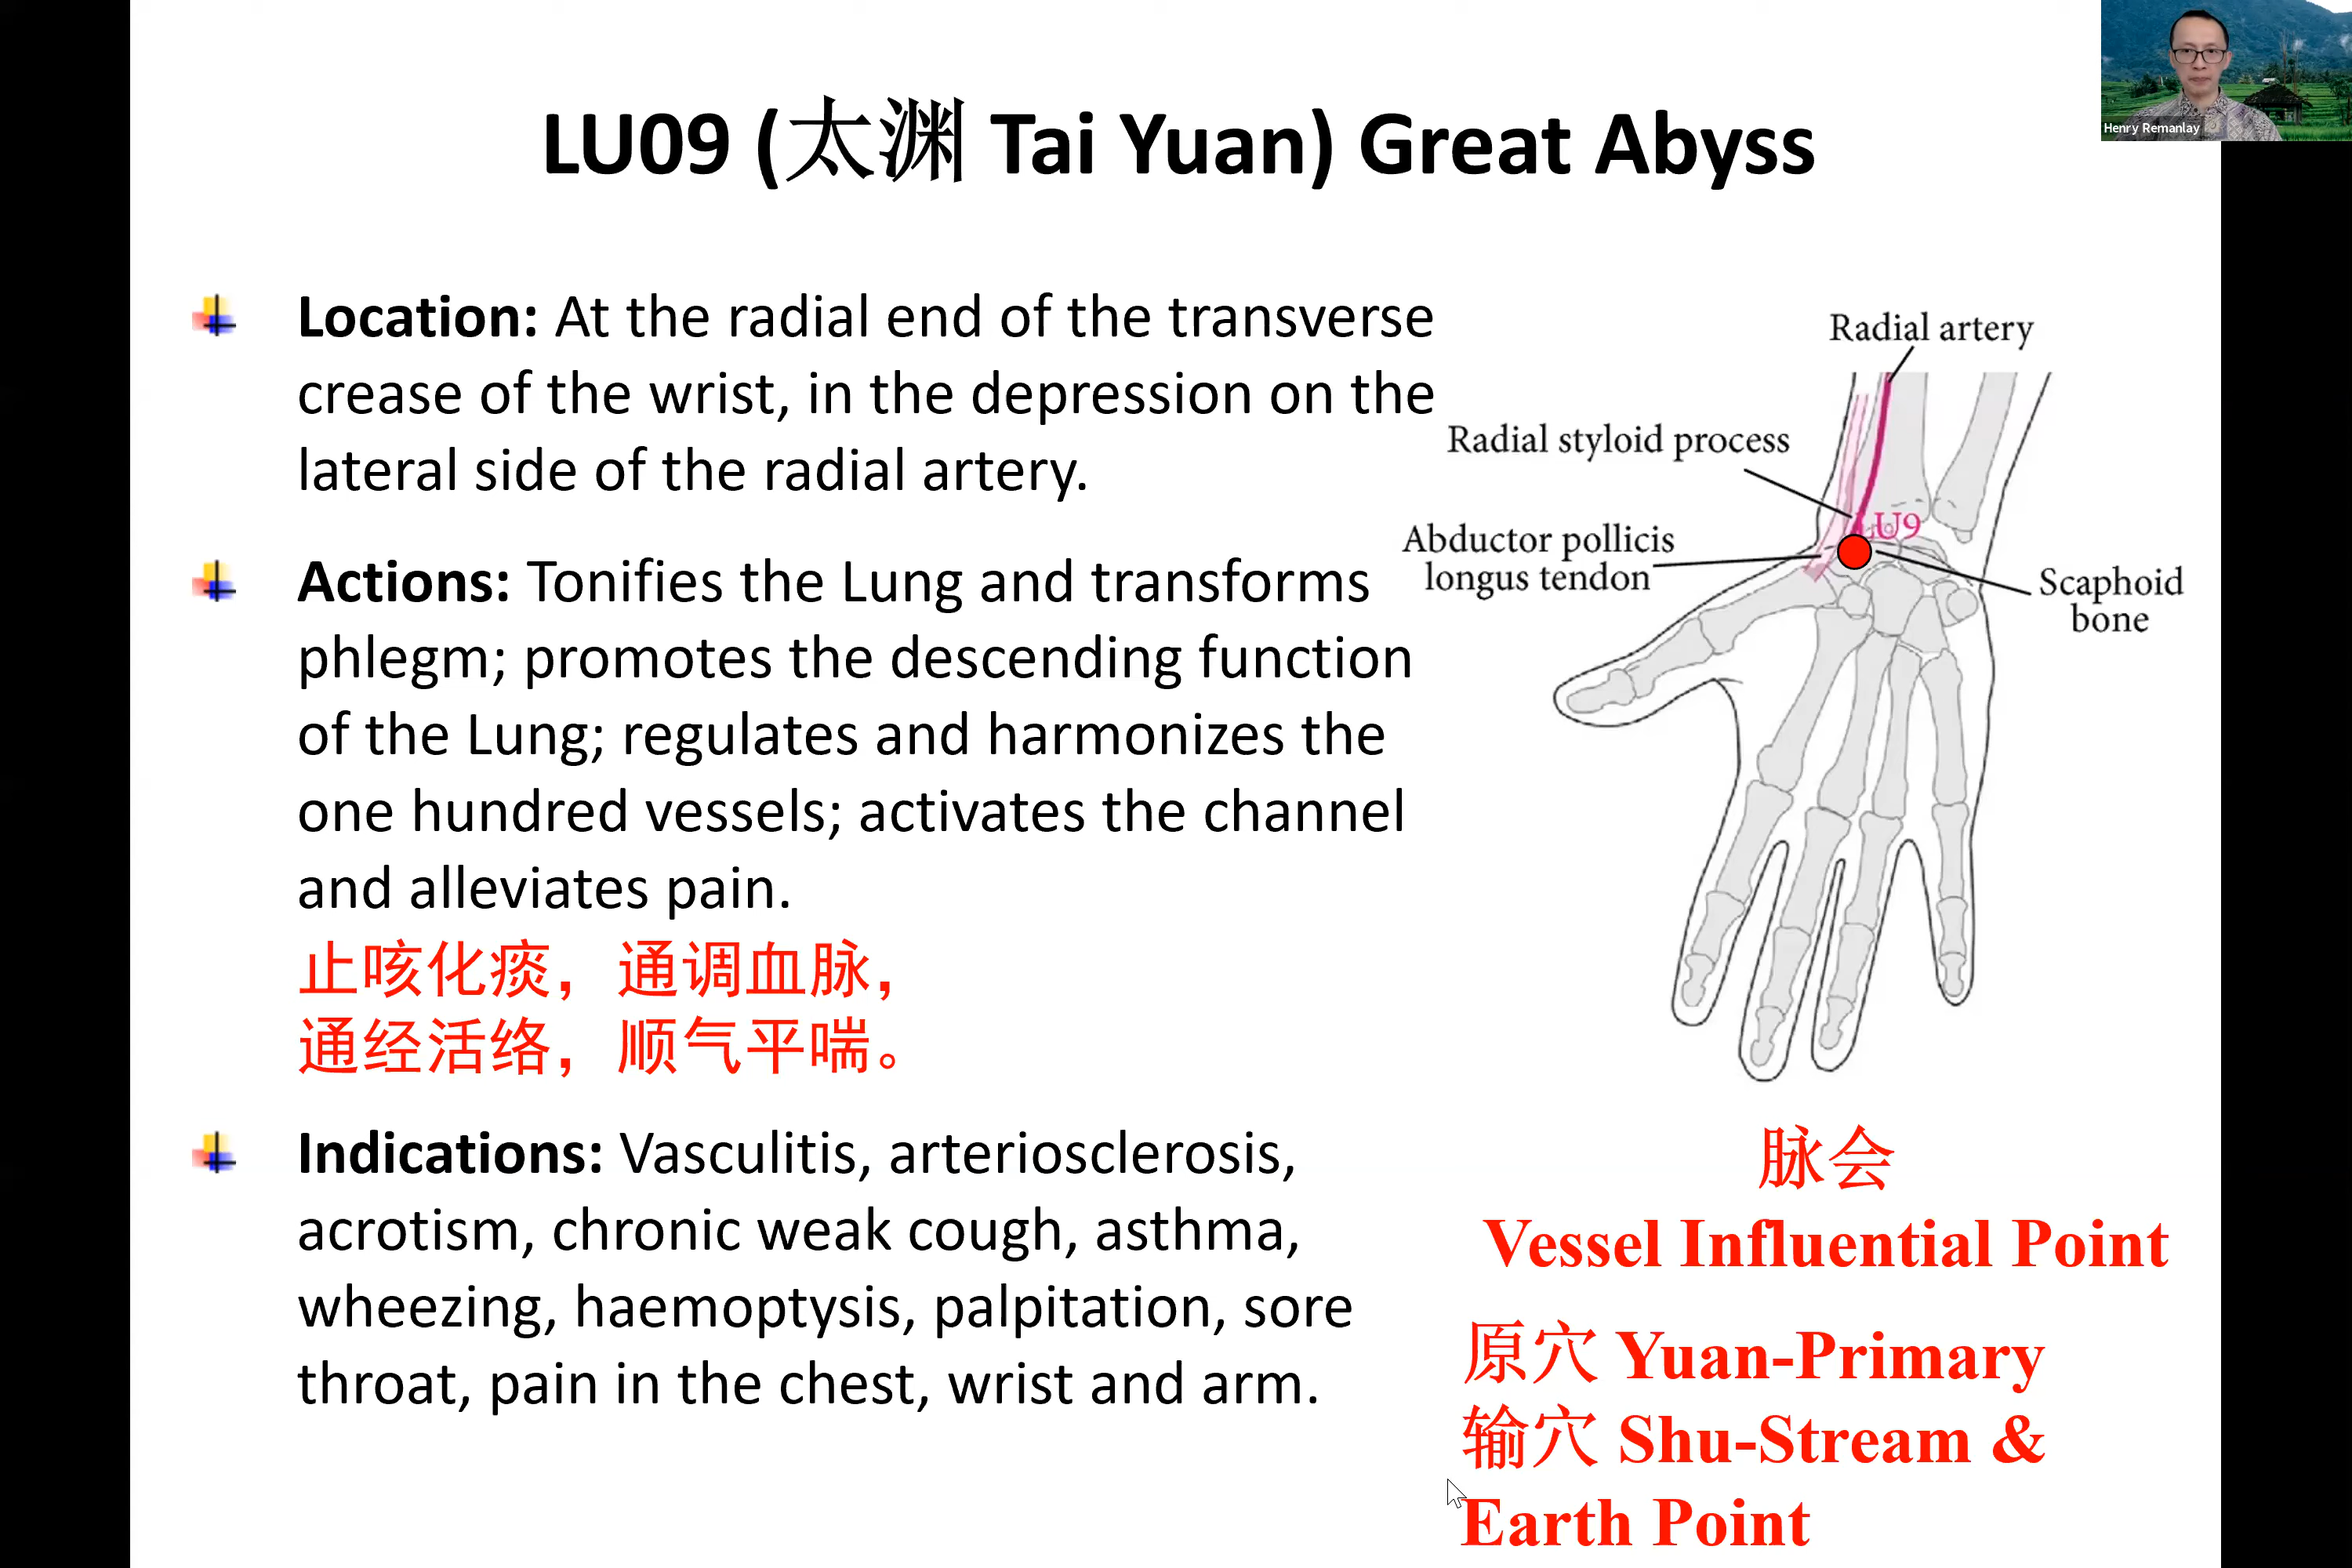 LU09 (太渊 Tai Yuan) Great Abyss
Henry Remanlay
Location: At the radial end of the transverse
crease of the wrist, in the depression on the
lateral side of the radial artery.
Actions: Tonifies the Lung and transforms
phlegm; promotes the descending function
of the Lung; regulates and harmonizes the
one hundred vessels; activates the channel
and alleviates pain.
止咳化痰，通调血脉，
通经活络，顺气平喘。
Indications: Vasculitis, arteriosclerosis,
acrotism, chronic weak cough, asthma,
wheezing, haemoptysis, palpitation, sore
throat, pain in the chest, wrist and arm.
Radial artery
Radial styloid process
LU9
Abductor pollicis
longus tendon
Scaphoid
bone
脉会
Vessel Influential Point
原穴 Yuan-Primary
输穴 Shu-Stream &
Earth Point